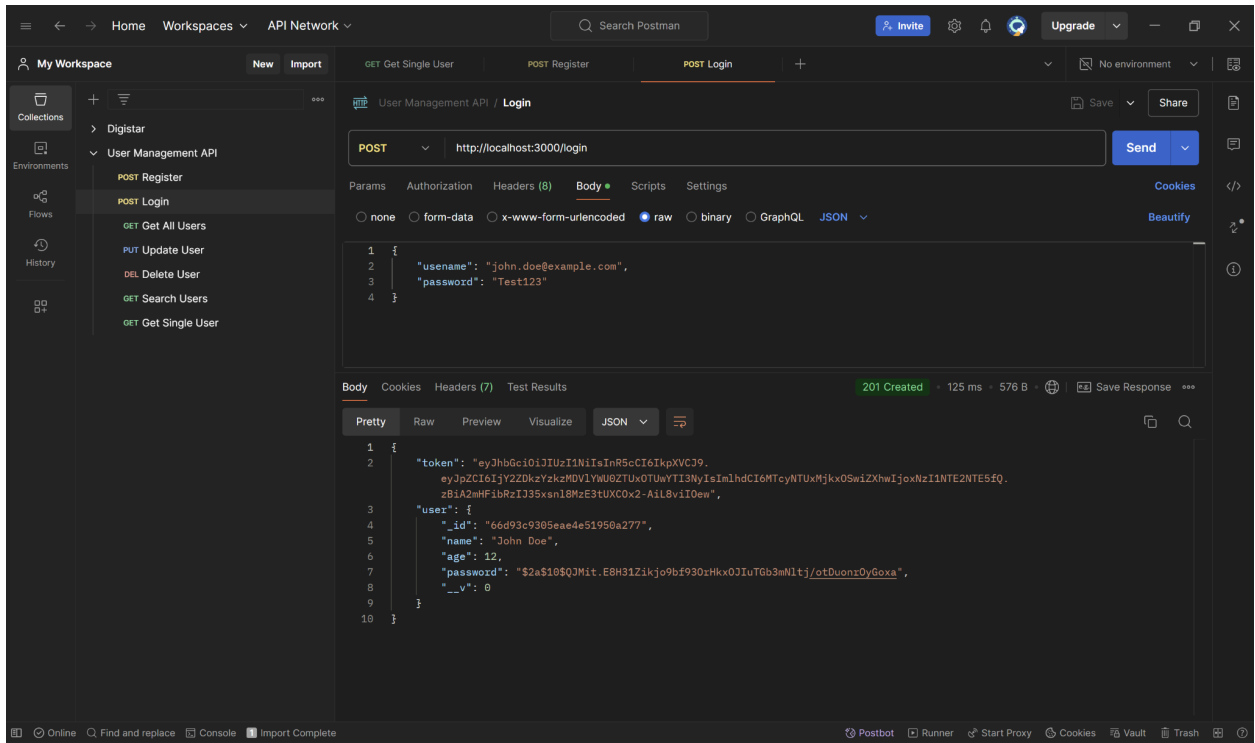 Home Workspaces API Network Search Postman Invite Upgrade
My Workspace New Import GET Get Single User POST Register POST Login No environment
Collections
Environments
Flows
History
Digistar
User Management API
POST Register
POST Login
GET Get All Users
PUT Update User
DEL Delete User
GET Search Users
GET Get Single User
HTTP User Management API / Login Save Share
POST http://localhost:3000/login Send
Params Authorization Headers (8) Body Scripts Settings Cookies
none form-data x-www-form-urlencoded raw binary GraphQL JSON Beautify
1 {
2 "usename": "john.doe@example.com",
3 "password": "Test123"
4 }
Body Cookies Headers (7) Test Results 201 Created 125 ms 576 B Save Response
Pretty Raw Preview Visualize JSON
1 {
2 "token": "eyJhbGciOiJIUzI1NiIsInR5cCI6IkpXVCJ9.
eyJpZCI6IjY2ZDkzYzkzMDVlYWU0ZTUxOTUwYTI3NyIsImlhdCI6MTcyNTUxMjkxOSwiZXhwIjoxNzI1NTE2NTE5fQ.
zBiA2mHFibRzIJ35xsnl8MzE3tUXCOx2-AiL8viIOew",
3 "user": {
4 "_id": "66d93c9305eae4e51950a277",
5 "name": "John Doe",
6 "age": 12,
7 "password": "$2a$10$QJMit.E8H31Zikjo9bf93OrHkxOJIuTGb3mNltj/otDuonrOyGoxa",
8 "__v": 0
9 }
10 }
Online Find and replace Console 1 Import Complete Postbot Runner Start Proxy Cookies Vault Trash